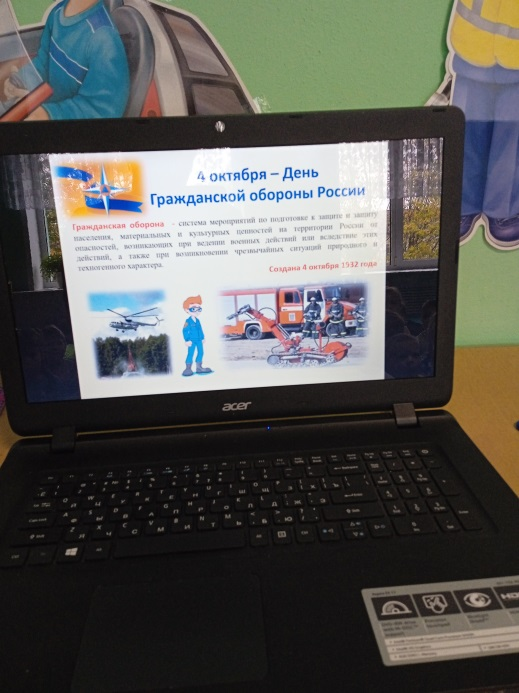 4 октября – День
Гражданской обороны России
Гражданская оборона - система мероприятий по подготовке к защите и защиту
населения, материальных и культурных ценностей на территории России от
опасностей, возникающих при ведении военных действий или вследствие этих
действий, а также при возникновении чрезвычайных ситуаций природного и
техногенного характера.
Создана 4 октября 1932 года
acer